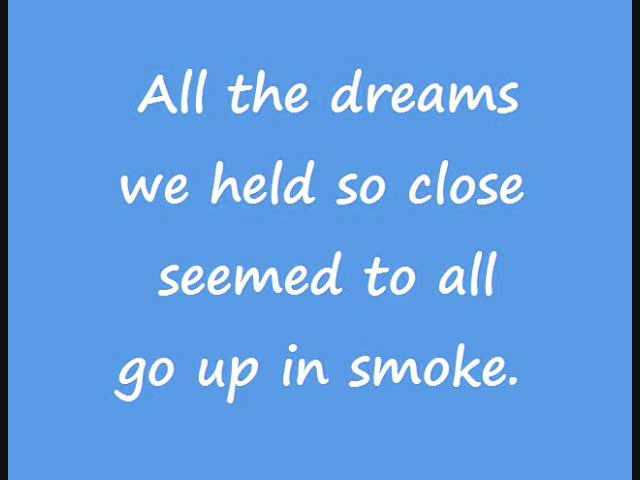 All the dreams
we held so close
seemed to all
go up in smoke.